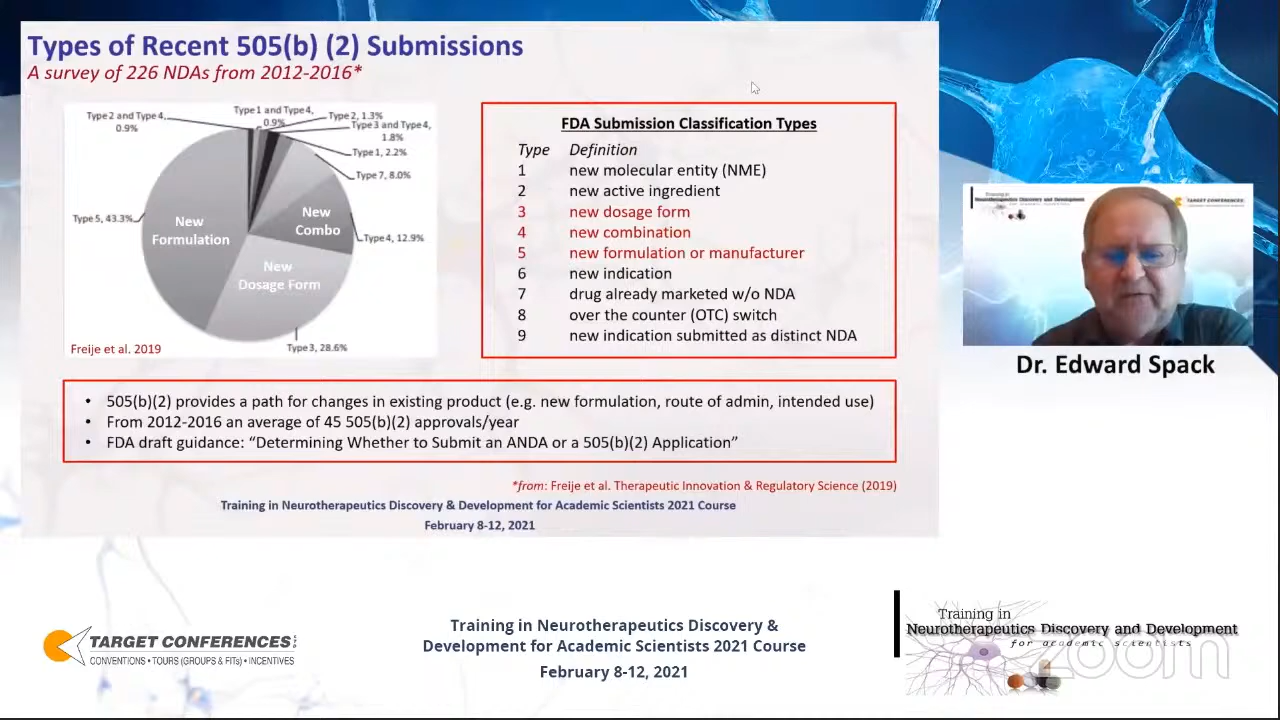 Types of Recent 505(b) (2) Submissions
A survey of 226 NDAs from 2012-2016*
Type 2 and Type 4,
0.9%
Type 1 and Type 4,
0.9%
Type 2, 1.3%
Type 3 and Type 4,
1.8%
Type 1, 2.2%
Type 7, 8.0%
Type 5, 43.3%
New
Formulation
New
Combo
Type 4, 12.9%
New
Dosage Form
Type 3, 28.6%
Freije et al. 2019
FDA Submission Classification Types
Type Definition
1 new molecular entity (NME)
2 new active ingredient
3 new dosage form
4 new combination
5 new formulation or manufacturer
6 new indication
7 drug already marketed w/o NDA
8 over the counter (OTC) switch
9 new indication submitted as distinct NDA
• 505(b)(2) provides a path for changes in existing product (e.g. new formulation, route of admin, intended use)
• From 2012-2016 an average of 45 505(b)(2) approvals/year
• FDA draft guidance: “Determining Whether to Submit an ANDA or a 505(b)(2) Application”
*from: Freije et al. Therapeutic Innovation & Regulatory Science (2019)
Training in Neurotherapeutics Discovery & Development for Academic Scientists 2021 Course
February 8-12, 2021
Training in
Neurotherapeutics Discovery and Development
TARGET CONFERENCES
Dr. Edward Spack
TARGET CONFERENCES
CONVENTIONS • TOURS (GROUPS & FITs) • INCENTIVES
Training in Neurotherapeutics Discovery &
Development for Academic Scientists 2021 Course
February 8-12, 2021
Training in
Neurotherapeutics Discovery and Development
for academic scientists
zoom